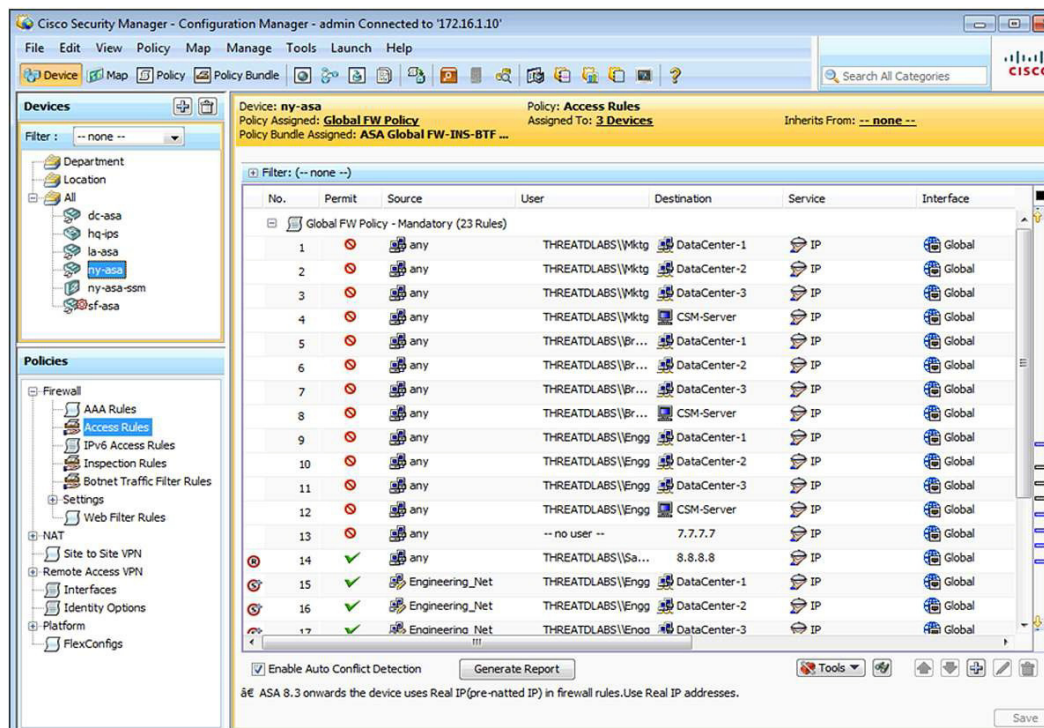 Cisco Security Manager - Configuration Manager - admin Connected to '172.16.1.10'
File Edit View Policy Map Manage Tools Launch Help
Device Map Policy Policy Bundle ? Search All Categories
CISCO
Devices
Filter : -- none --
Department
Location
All
dc-asa
hq-ips
la-asa
ny-asa
ny-asa-ssm
sf-asa
Policies
Firewall
AAA Rules
Access Rules
IPv6 Access Rules
Inspection Rules
Botnet Traffic Filter Rules
Settings
Web Filter Rules
NAT
Site to Site VPN
Remote Access VPN
Interfaces
Identity Options
Platform
FlexConfigs
Device: ny-asa Policy: Access Rules
Policy Assigned: Global FW Policy Assigned To: 3 Devices Inherits From: -- none --
Policy Bundle Assigned: ASA Global FW-INS-BTF ...
Filter: (-- none --)
No. Permit Source User Destination Service Interface
Global FW Policy - Mandatory (23 Rules)
1 any THREATDLABS\\Mktg DataCenter-1 IP Global
2 any THREATDLABS\\Mktg DataCenter-2 IP Global
3 any THREATDLABS\\Mktg DataCenter-3 IP Global
4 any THREATDLABS\\Mktg CSM-Server IP Global
5 any THREATDLABS\\Br... DataCenter-1 IP Global
6 any THREATDLABS\\Br... DataCenter-2 IP Global
7 any THREATDLABS\\Br... DataCenter-3 IP Global
8 any THREATDLABS\\Br... CSM-Server IP Global
9 any THREATDLABS\\Engg DataCenter-1 IP Global
10 any THREATDLABS\\Engg DataCenter-2 IP Global
11 any THREATDLABS\\Engg DataCenter-3 IP Global
12 any THREATDLABS\\Engg CSM-Server IP Global
13 any -- no user -- 7.7.7.7 IP Global
R 14 any THREATDLABS\\Sa... 8.8.8.8 IP Global
S 15 Engineering_Net THREATDLABS\\Engg DataCenter-1 IP Global
S 16 Engineering_Net THREATDLABS\\Engg DataCenter-2 IP Global
17 Engineering_Net THREATDLABS\\Engg DataCenter-3 IP Global
Enable Auto Conflict Detection Generate Report Tools
â€ ASA 8.3 onwards the device uses Real IP(pre-natted IP) in firewall rules.Use Real IP addresses.
Save